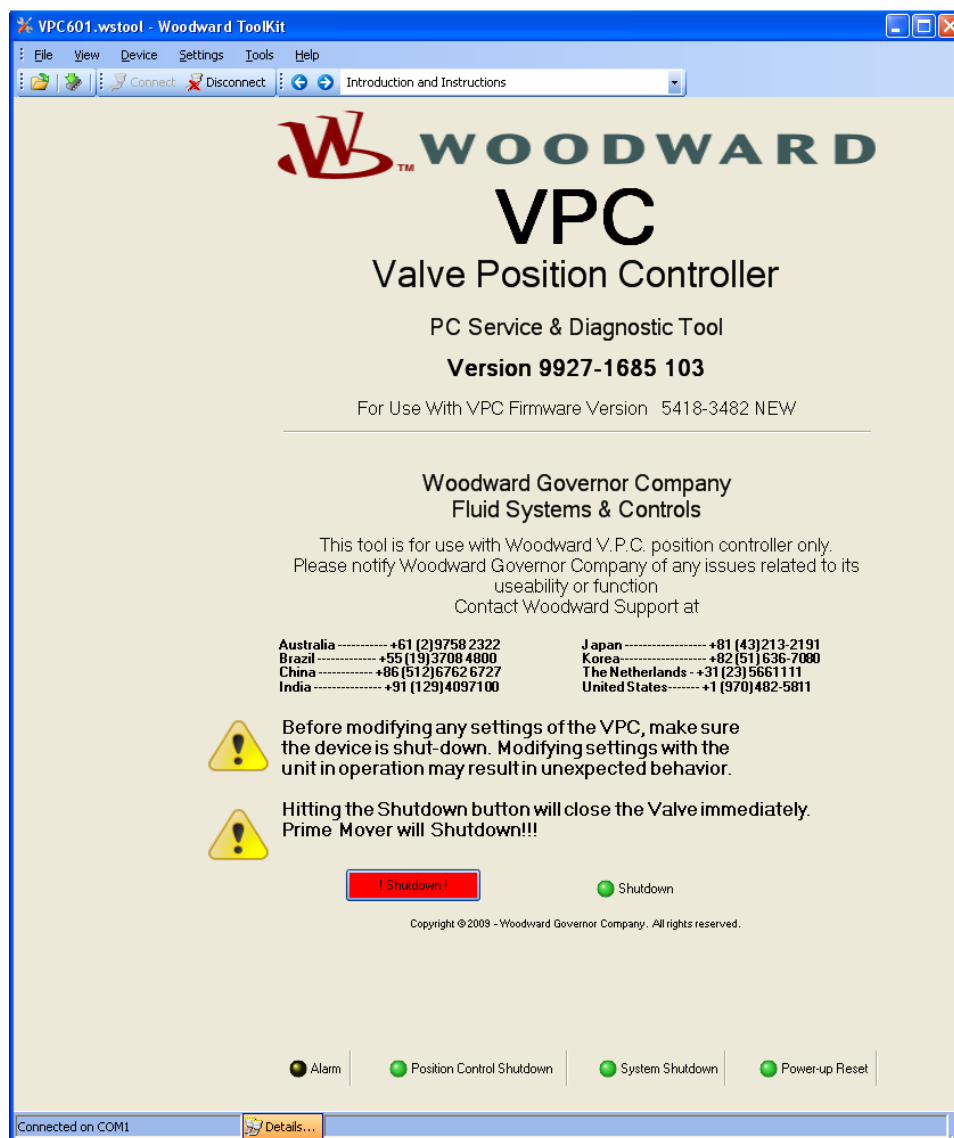 VPC601.wstool - Woodward ToolKit
File View Device Settings Tools Help
Connect Disconnect Introduction and Instructions
W TM WOODWARD
VPC
Valve Position Controller
PC Service & Diagnostic Tool
Version 9927-1685 103
For Use With VPC Firmware Version 5418-3482 NEW
Woodward Governor Company
Fluid Systems & Controls
This tool is for use with Woodward V.P.C. position controller only.
Please notify Woodward Governor Company of any issues related to its
useability or function
Contact Woodward Support at
Australia ----------- +61 (2)9758 2322
Brazil ------------- +55 (19)3708 4800
China ------------ +86 (512)6762 6727
India --------------- +91 (129)4097100
Japan ------------------ +81 (43)213-2191
Korea------------------- +82 (51)636-7080
The Netherlands - +31 (23)5661111
United States------- +1 (970)482-5811
Before modifying any settings of the VPC, make sure
the device is shut-down. Modifying settings with the
unit in operation may result in unexpected behavior.
Hitting the Shutdown button will close the Valve immediately.
Prime Mover will Shutdown!!!
! Shutdown ! Shutdown
Copyright ©2009 - Woodward Governor Company. All rights reserved.
Alarm Position Control Shutdown System Shutdown Power-up Reset
Connected on COM1 Details...